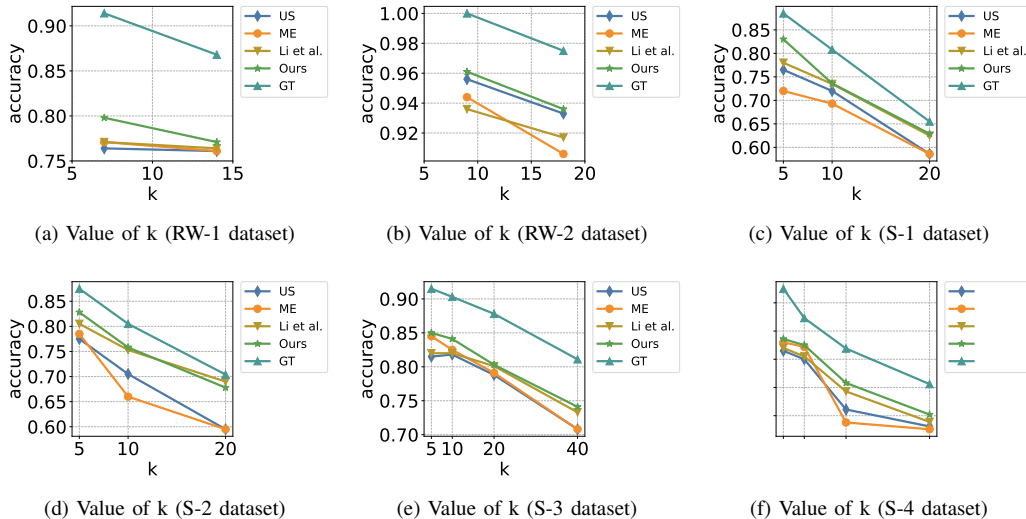 0.90
0.85
0.80
0.75
accuracy
5
10
15
k
US
ME
Li et al.
Ours
GT
(a) Value of k (RW-1 dataset)
1.00
0.98
0.96
0.94
0.92
accuracy
5
10
15
k
US
ME
Li et al.
Ours
GT
(b) Value of k (RW-2 dataset)
0.85
0.80
0.75
0.70
0.65
0.60
accuracy
5
10
20
k
US
ME
Li et al.
Ours
GT
(c) Value of k (S-1 dataset)
0.85
0.80
0.75
0.70
0.65
0.60
accuracy
5
10
20
k
US
ME
Li et al.
Ours
GT
(d) Value of k (S-2 dataset)
0.90
0.85
0.80
0.75
0.70
accuracy
5 10
20
40
k
US
ME
Li et al.
Ours
GT
(e) Value of k (S-3 dataset)
(f) Value of k (S-4 dataset)